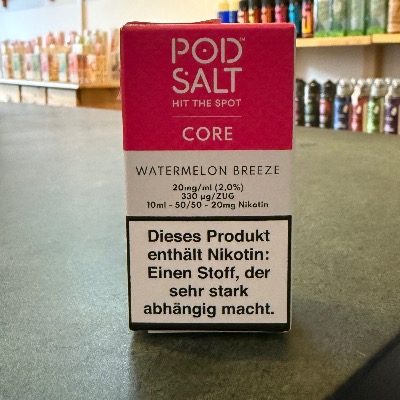 POD™
SALT
HIT THE SPOT
CORE
WATERMELON BREEZE
20mg/ml (2,0%)
330 µg/ZUG
10ml - 50/50 - 20mg Nikotin
Dieses Produkt
enthält Nikotin:
Einen Stoff, der
sehr stark
abhängig macht.